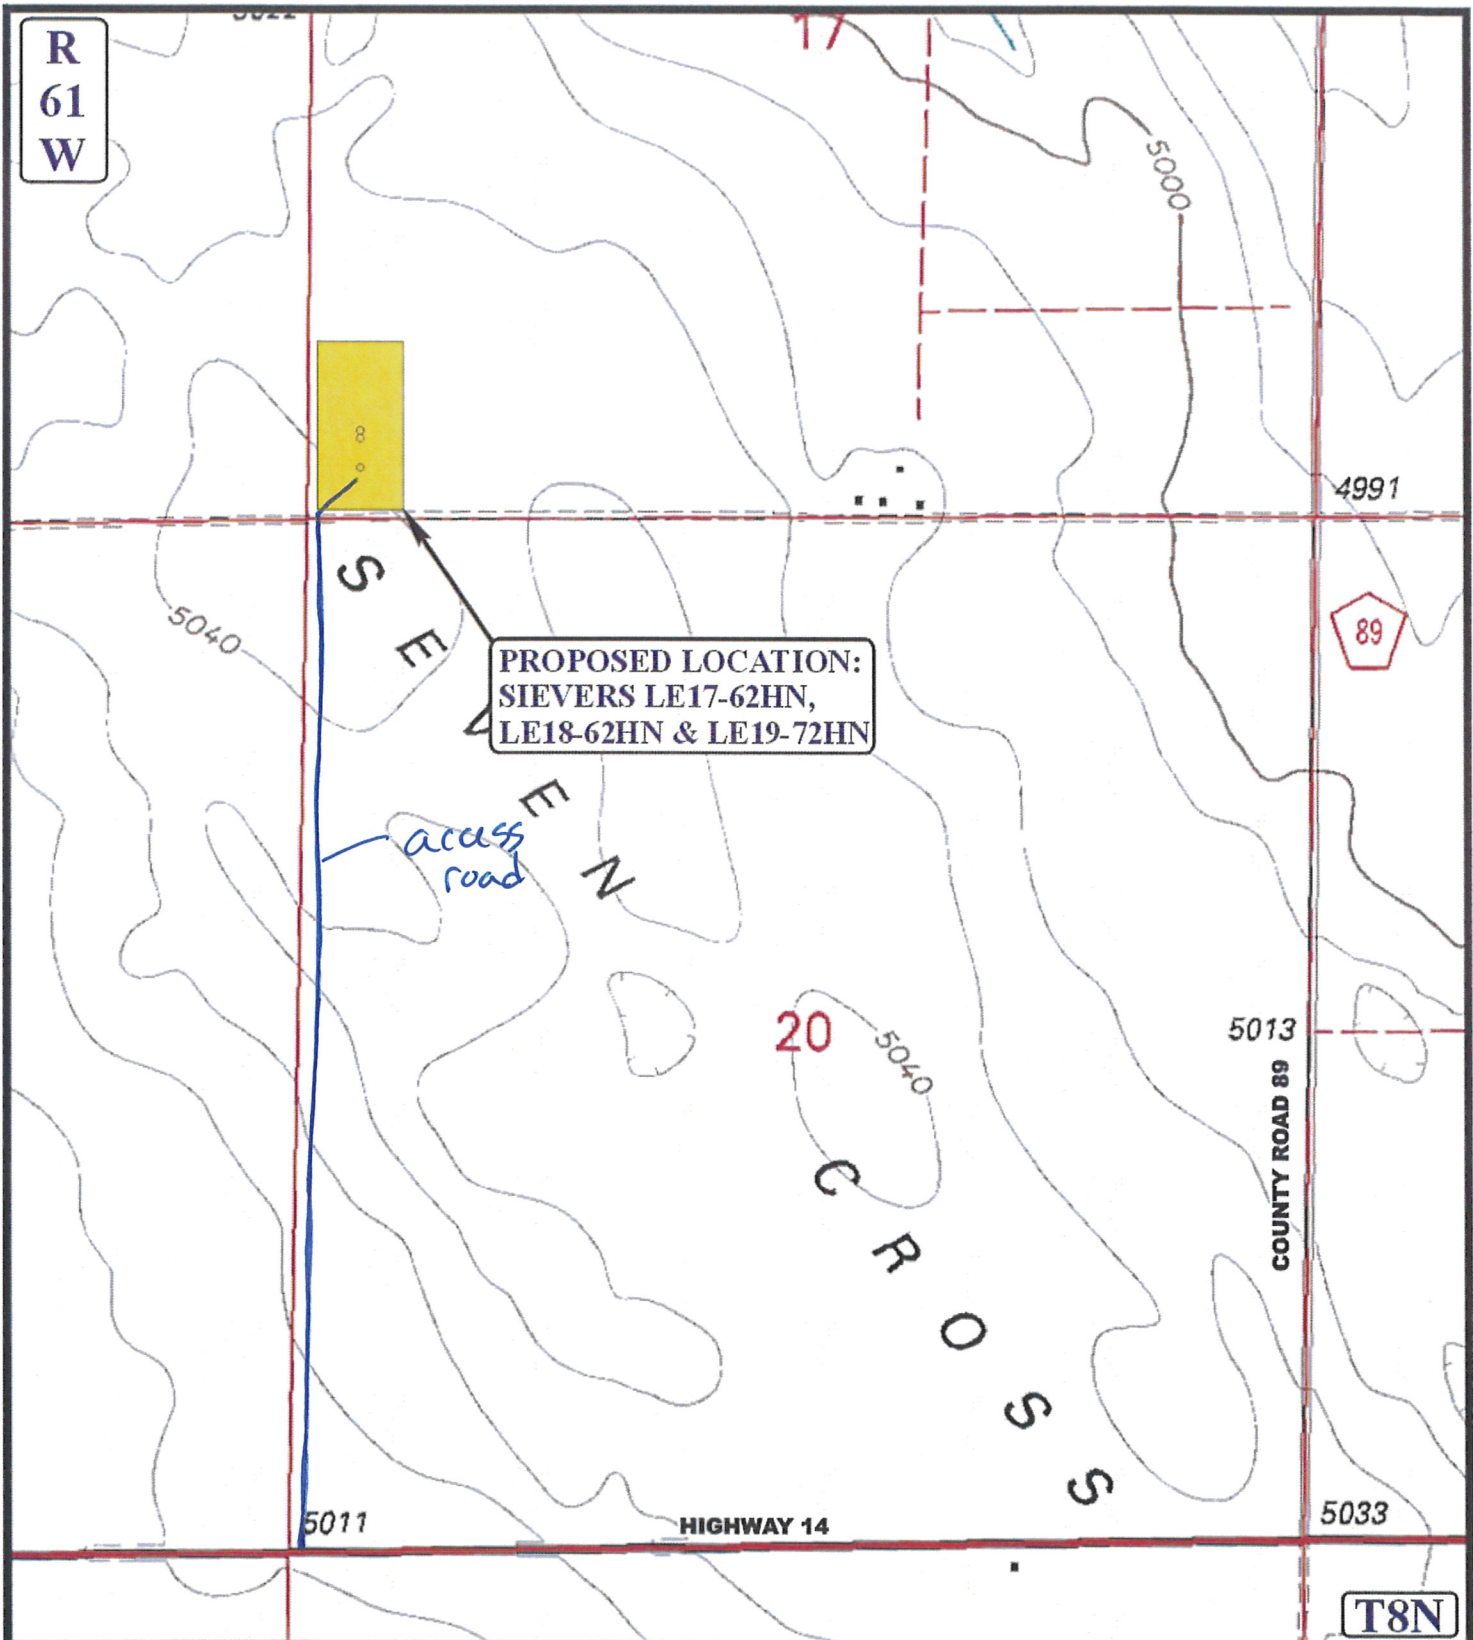 R
61
W
17
5000
4991
89
5040
S E V E N
PROPOSED LOCATION:
SIEVERS LE17-62HN,
LE18-62HN & LE19-72HN
access
road
20
5040
5013
COUNTY ROAD 89
C R O S S
5011
HIGHWAY 14
5033
T8N